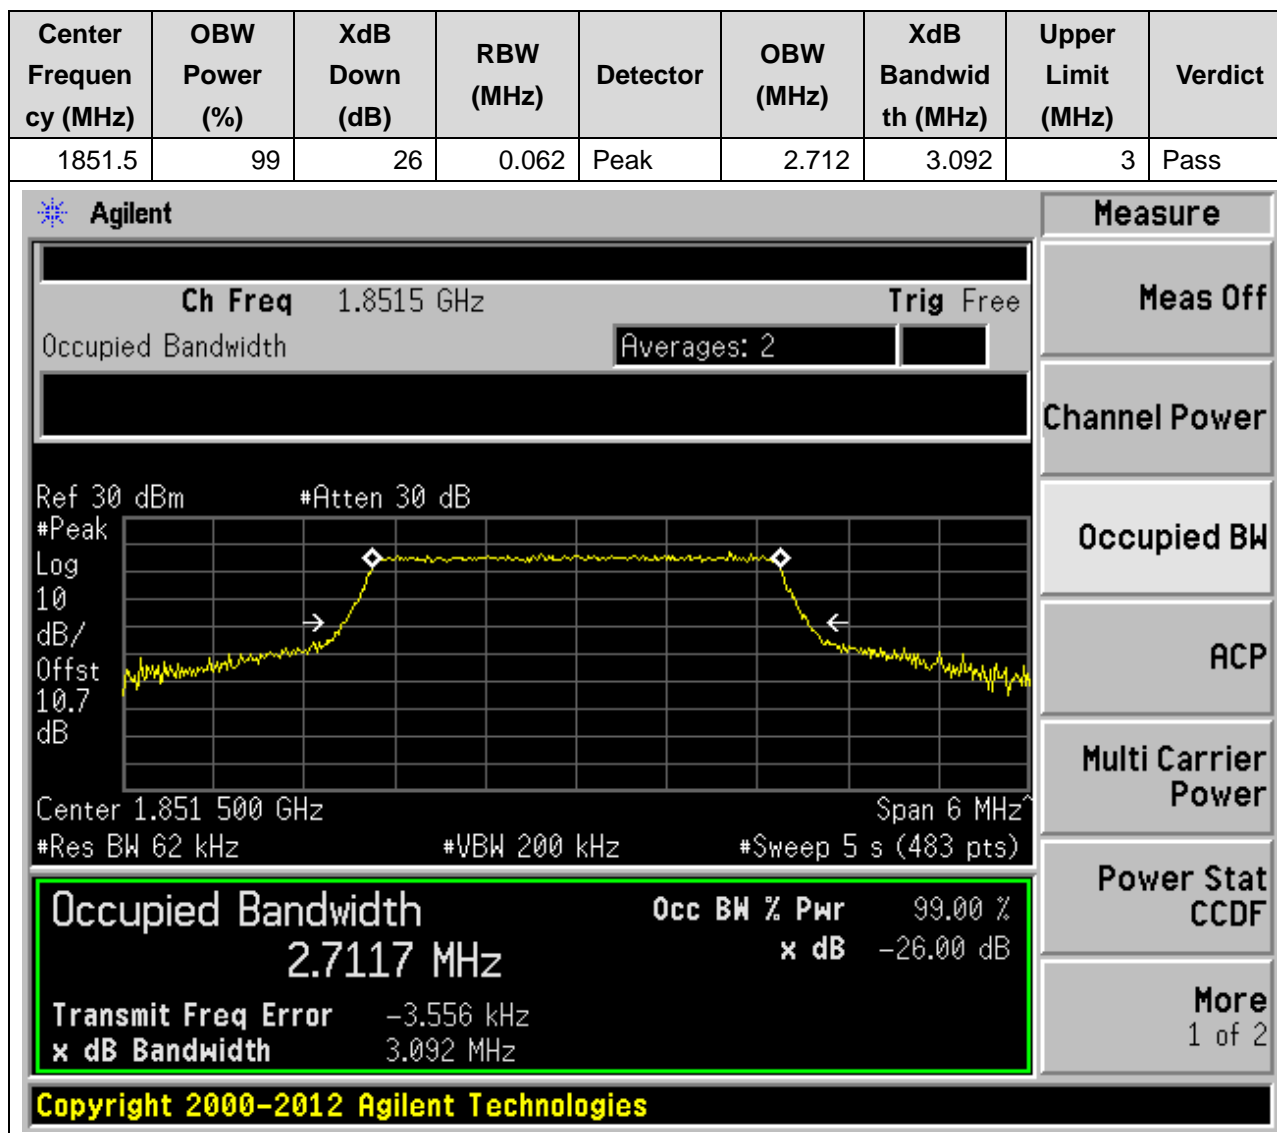 Center Frequen cy (MHz) OBW Power (%) XdB Down (dB) RBW (MHz) Detector OBW (MHz) XdB Bandwid th (MHz) Upper Limit (MHz) Verdict
1851.5 99 26 0.062 Peak 2.712 3.092 3 Pass
Agilent
Measure
Ch Freq 1.8515 GHz Trig Free
Meas Off
Occupied Bandwidth Averages: 2
Channel Power
Ref 30 dBm #Atten 30 dB
#Peak
Log
10
dB/
Offst
10.7
dB
Occupied BW
ACP
Center 1.851 500 GHz Span 6 MHz^
#Res BW 62 kHz #VBW 200 kHz #Sweep 5 s (483 pts)
Multi Carrier
Power
Occupied Bandwidth Occ BW % Pwr 99.00 %
2.7117 MHz x dB -26.00 dB
Power Stat
CCDF
Transmit Freq Error -3.556 kHz
x dB Bandwidth 3.092 MHz
More
1 of 2
Copyright 2000-2012 Agilent Technologies